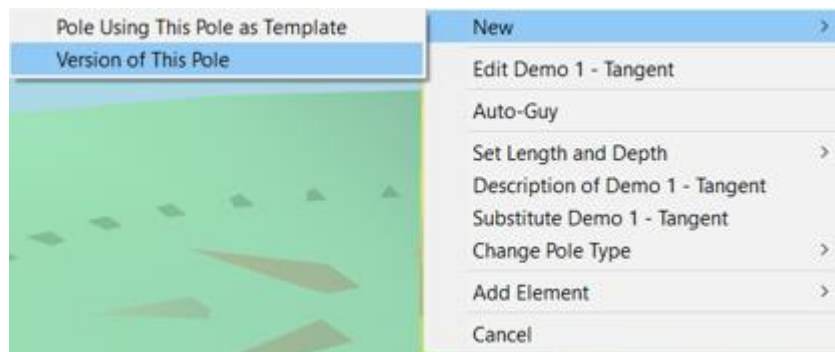 Pole Using This Pole as Template
Version of This Pole
New
Edit Demo 1 - Tangent
Auto-Guy
Set Length and Depth
Description of Demo 1 - Tangent
Substitute Demo 1 - Tangent
Change Pole Type
Add Element
Cancel